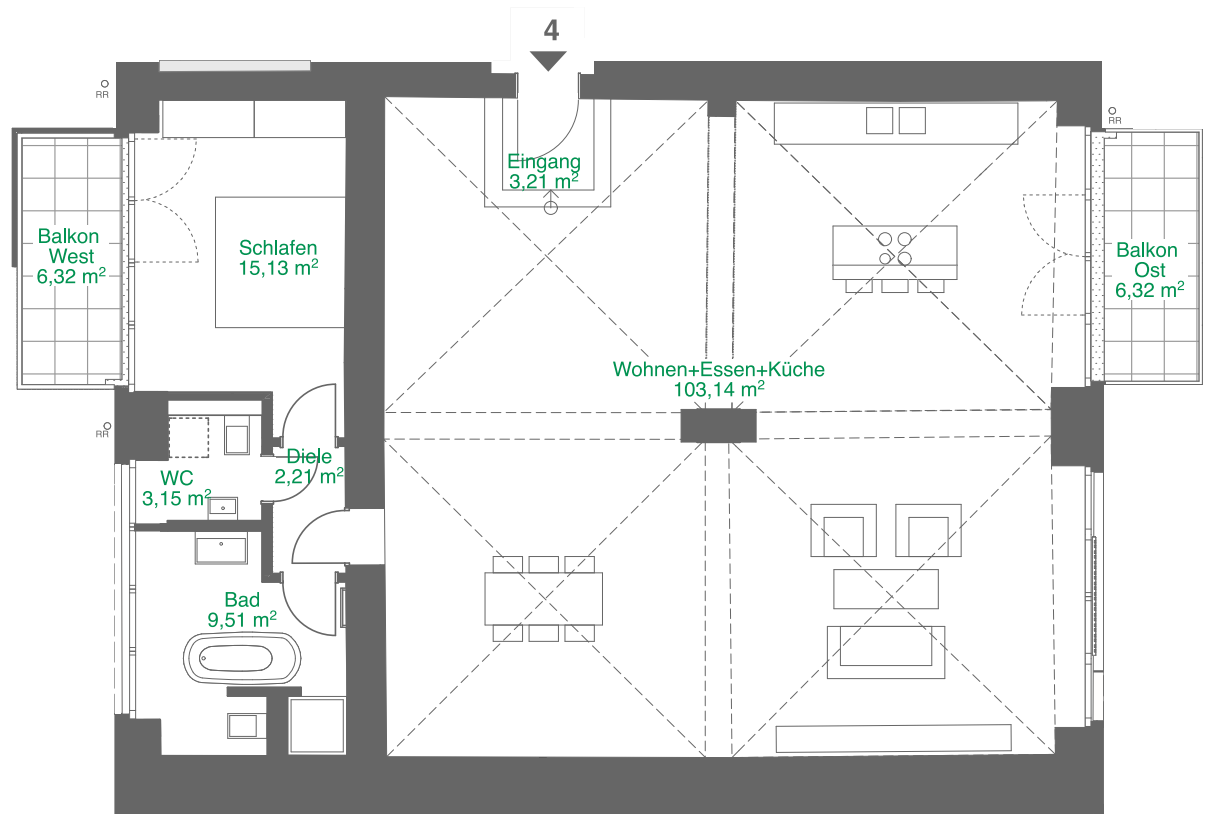 4
RR
RR
Eingang
3,21 m²
Balkon
West
6,32 m²
Schlafen
15,13 m²
Balkon
Ost
6,32 m²
Wohnen+Essen+Küche
103,14 m²
RR
Diele
2,21 m²
WC
3,15 m²
Bad
9,51 m²